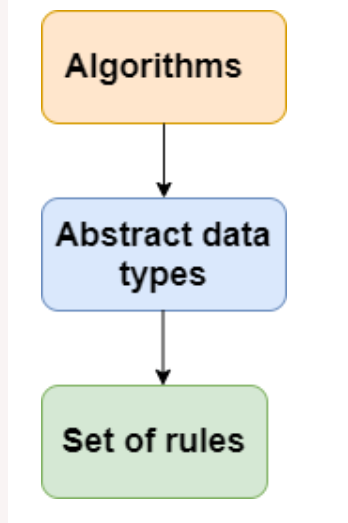 Algorithms
Abstract data
types
Set of rules